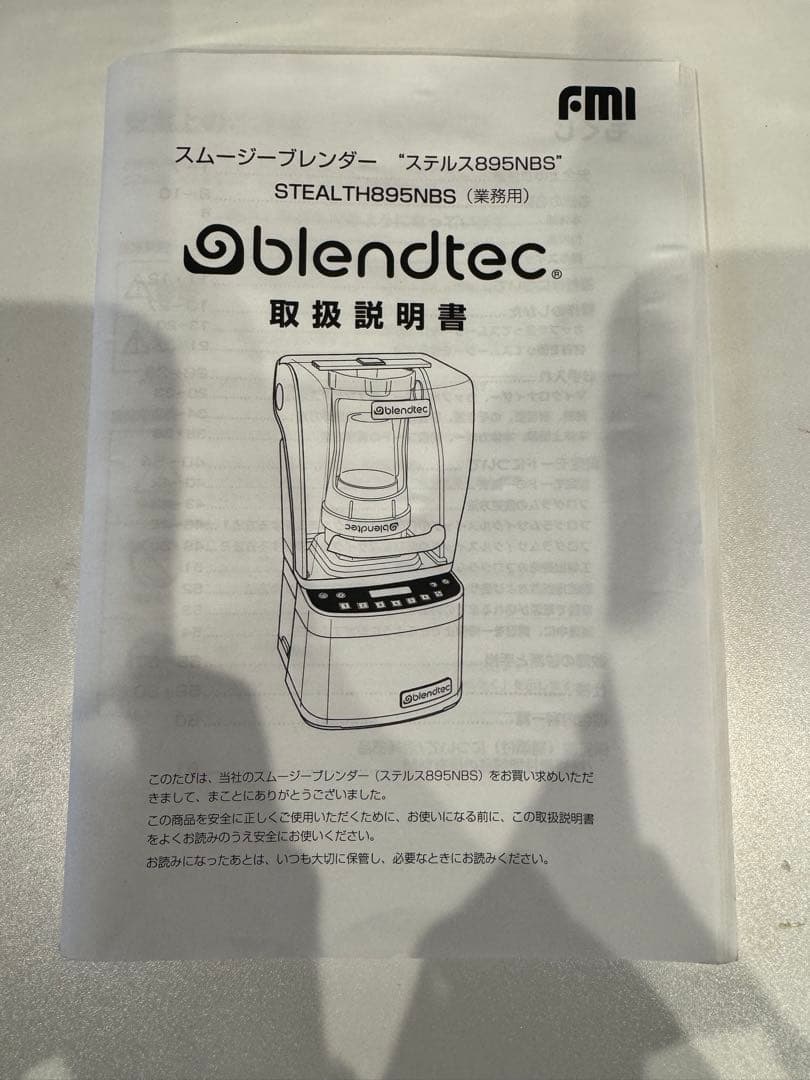 FMI
スムージーブレンダー “ステルス895NBS”
STEALTH895NBS（業務用）
blendtec®
取扱説明書
blendtec
blendtec
blendtec
このたびは、当社のスムージーブレンダー（ステルス895NBS）をお買い求めいただ
きまして、まことにありがとうございました。
この商品を安全に正しくご使用いただくために、お使いになる前に、この取扱説明書
をよくお読みのうえ安全にお使いください。
お読みになったあとは、いつも大切に保管し、必要なときにお読みください。